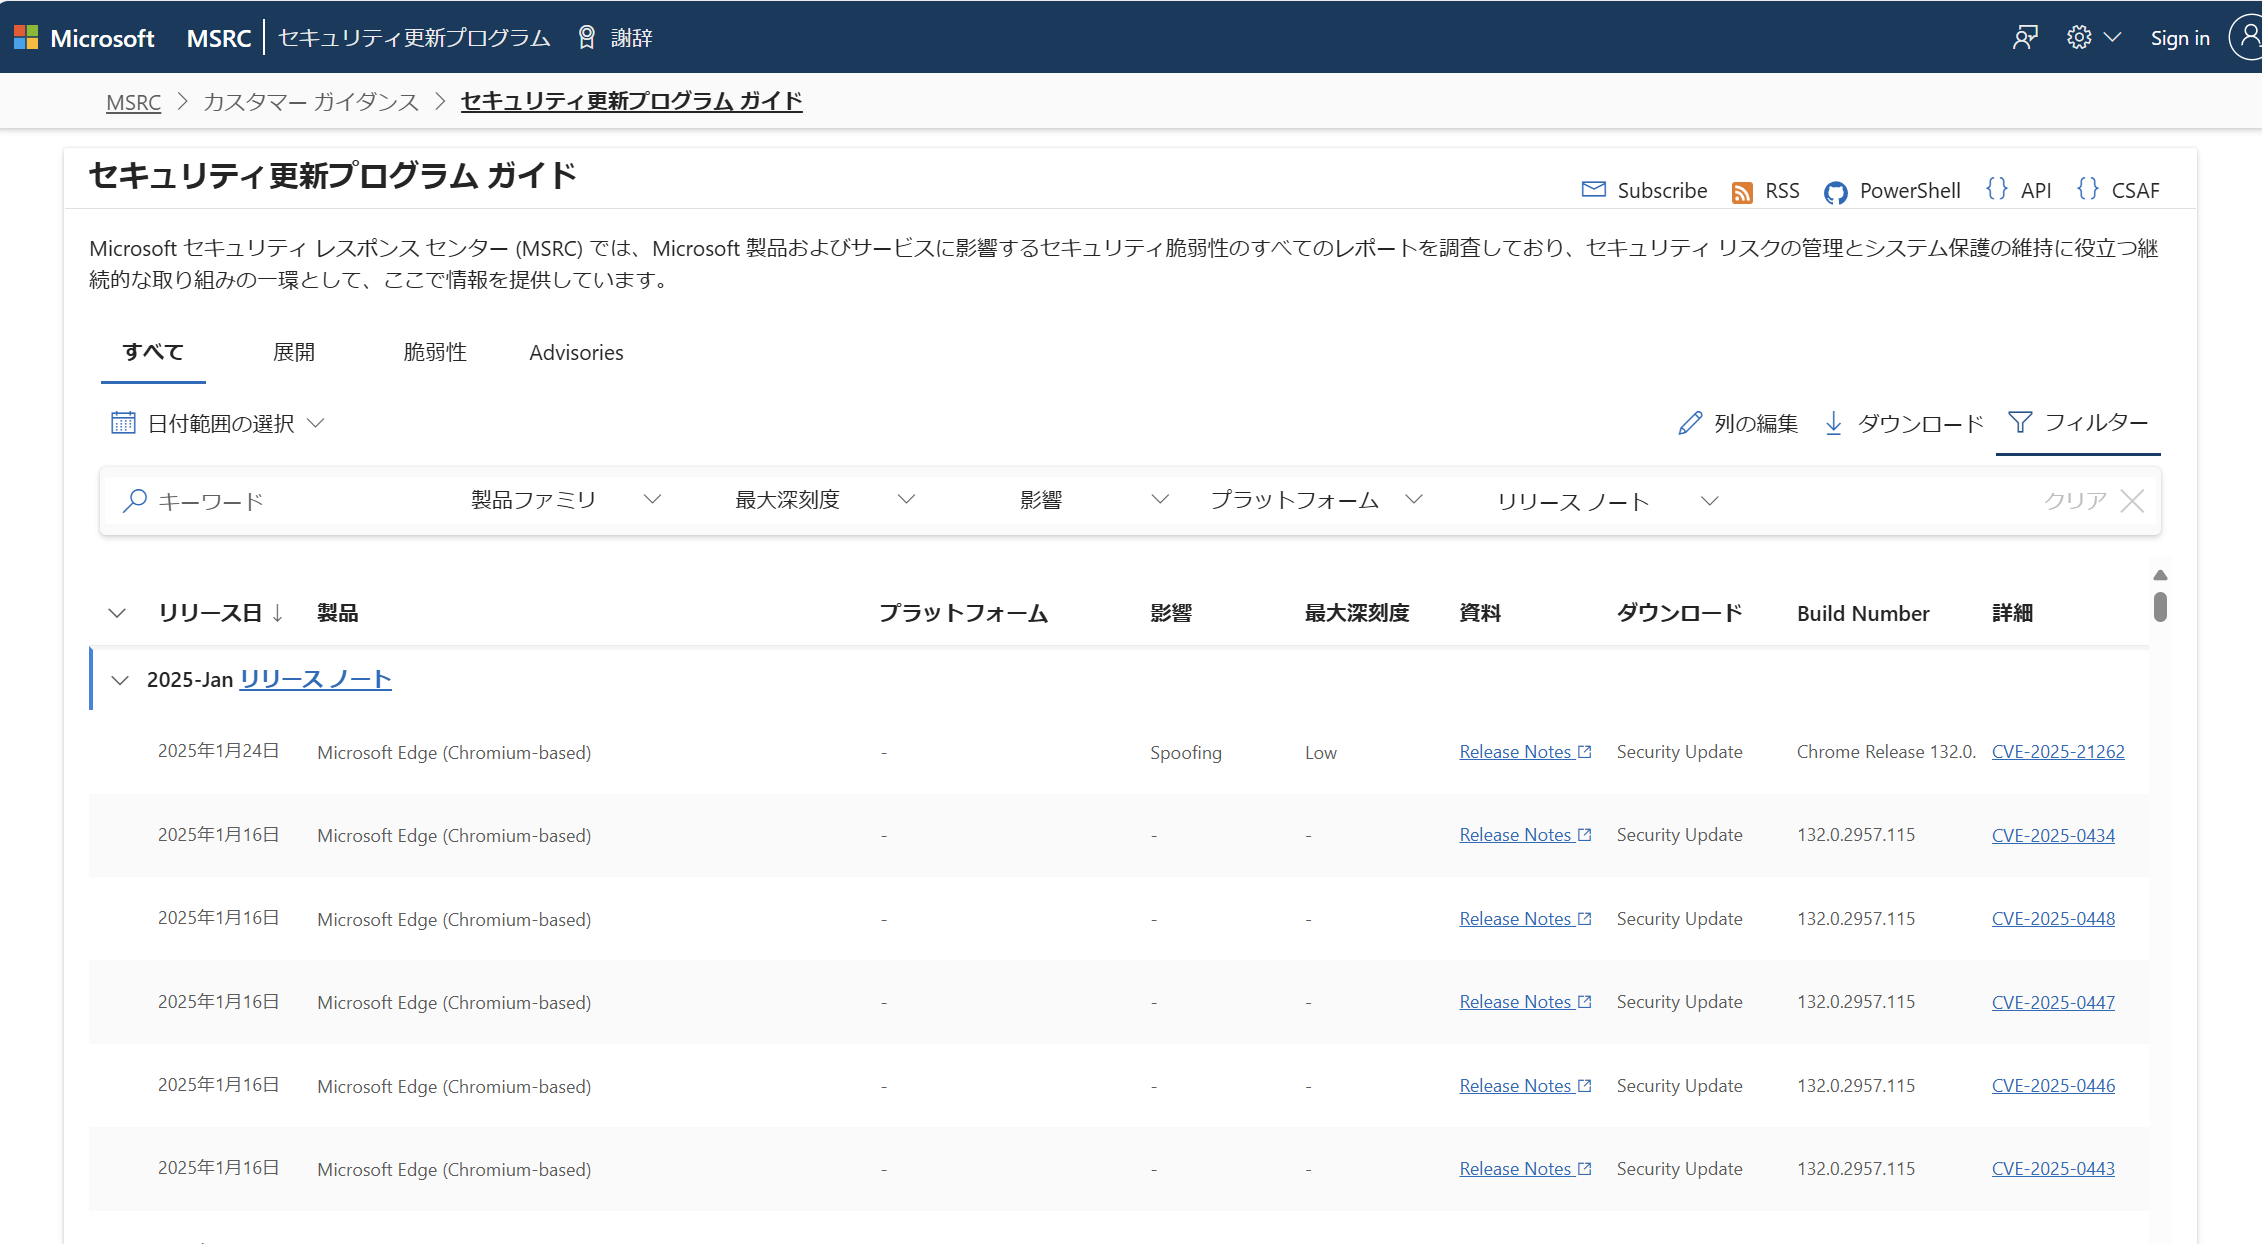 Microsoft MSRC セキュリティ更新プログラム 謝辞 Sign in
MSRC カスタマー ガイダンス セキュリティ更新プログラム ガイド
セキュリティ更新プログラム ガイド
Subscribe RSS PowerShell API CSAF
Microsoft セキュリティ レスポンス センター (MSRC) では、Microsoft 製品およびサービスに影響するセキュリティ脆弱性のすべてのレポートを調査しており、セキュリティ リスクの管理とシステム保護の維持に役立つ継
続的な取り組みの一環として、ここで情報を提供しています。
すべて 展開 脆弱性 Advisories
日付範囲の選択 列の編集 ダウンロード フィルター
キーワード 製品ファミリ 最大深刻度 影響 プラットフォーム リリース ノート クリア
リリース日 ↓ 製品 プラットフォーム 影響 最大深刻度 資料 ダウンロード Build Number 詳細
2025-Jan リリース ノート
2025年1月24日 Microsoft Edge (Chromium-based) - Spoofing Low Release Notes Security Update Chrome Release 132.0. CVE-2025-21262
2025年1月16日 Microsoft Edge (Chromium-based) - - - Release Notes Security Update 132.0.2957.115 CVE-2025-0434
2025年1月16日 Microsoft Edge (Chromium-based) - - - Release Notes Security Update 132.0.2957.115 CVE-2025-0448
2025年1月16日 Microsoft Edge (Chromium-based) - - - Release Notes Security Update 132.0.2957.115 CVE-2025-0447
2025年1月16日 Microsoft Edge (Chromium-based) - - - Release Notes Security Update 132.0.2957.115 CVE-2025-0446
2025年1月16日 Microsoft Edge (Chromium-based) - - - Release Notes Security Update 132.0.2957.115 CVE-2025-0443